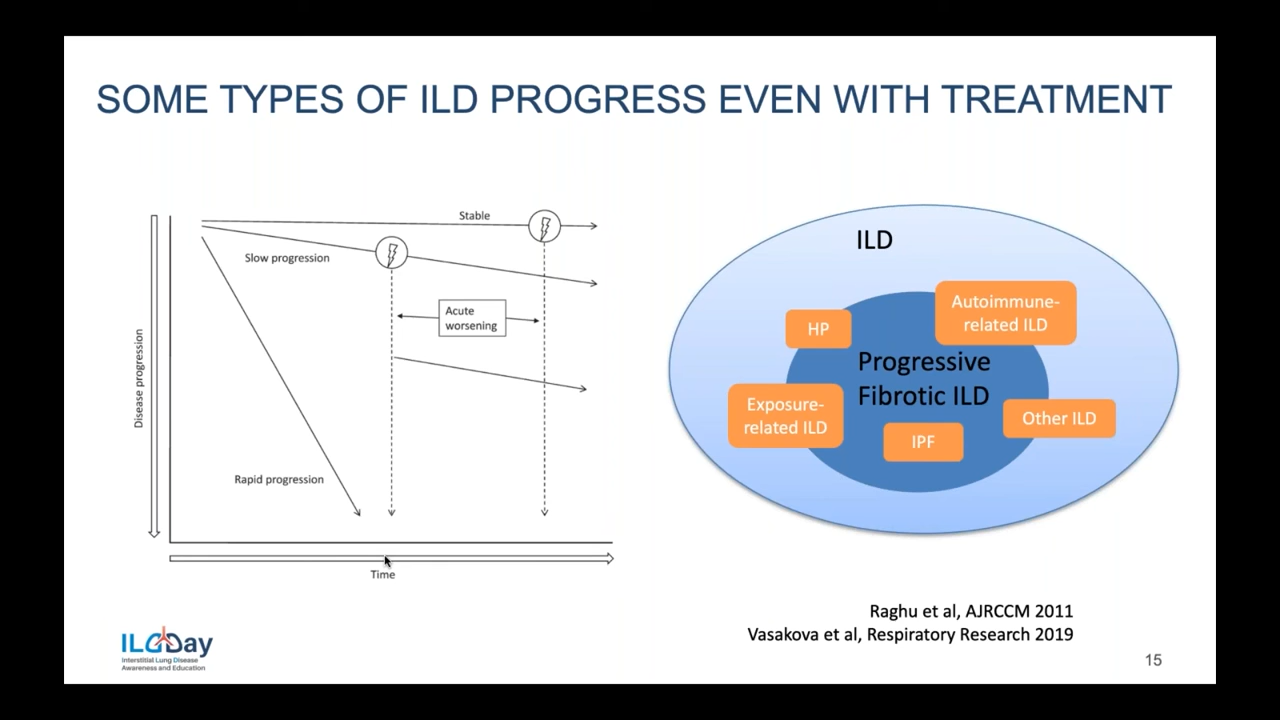 SOME TYPES OF ILD PROGRESS EVEN WITH TREATMENT
Disease progression
Stable
Slow progression
Acute
worsening
Rapid progression
Time
ILD
HP
Autoimmune-
related ILD
Progressive
Fibrotic ILD
Exposure-
related ILD
IPF
Other ILD
Raghu et al, AJRCCM 2011
Vasakova et al, Respiratory Research 2019
ILDDay
Interstitial Lung Disease
Awareness and Education
15